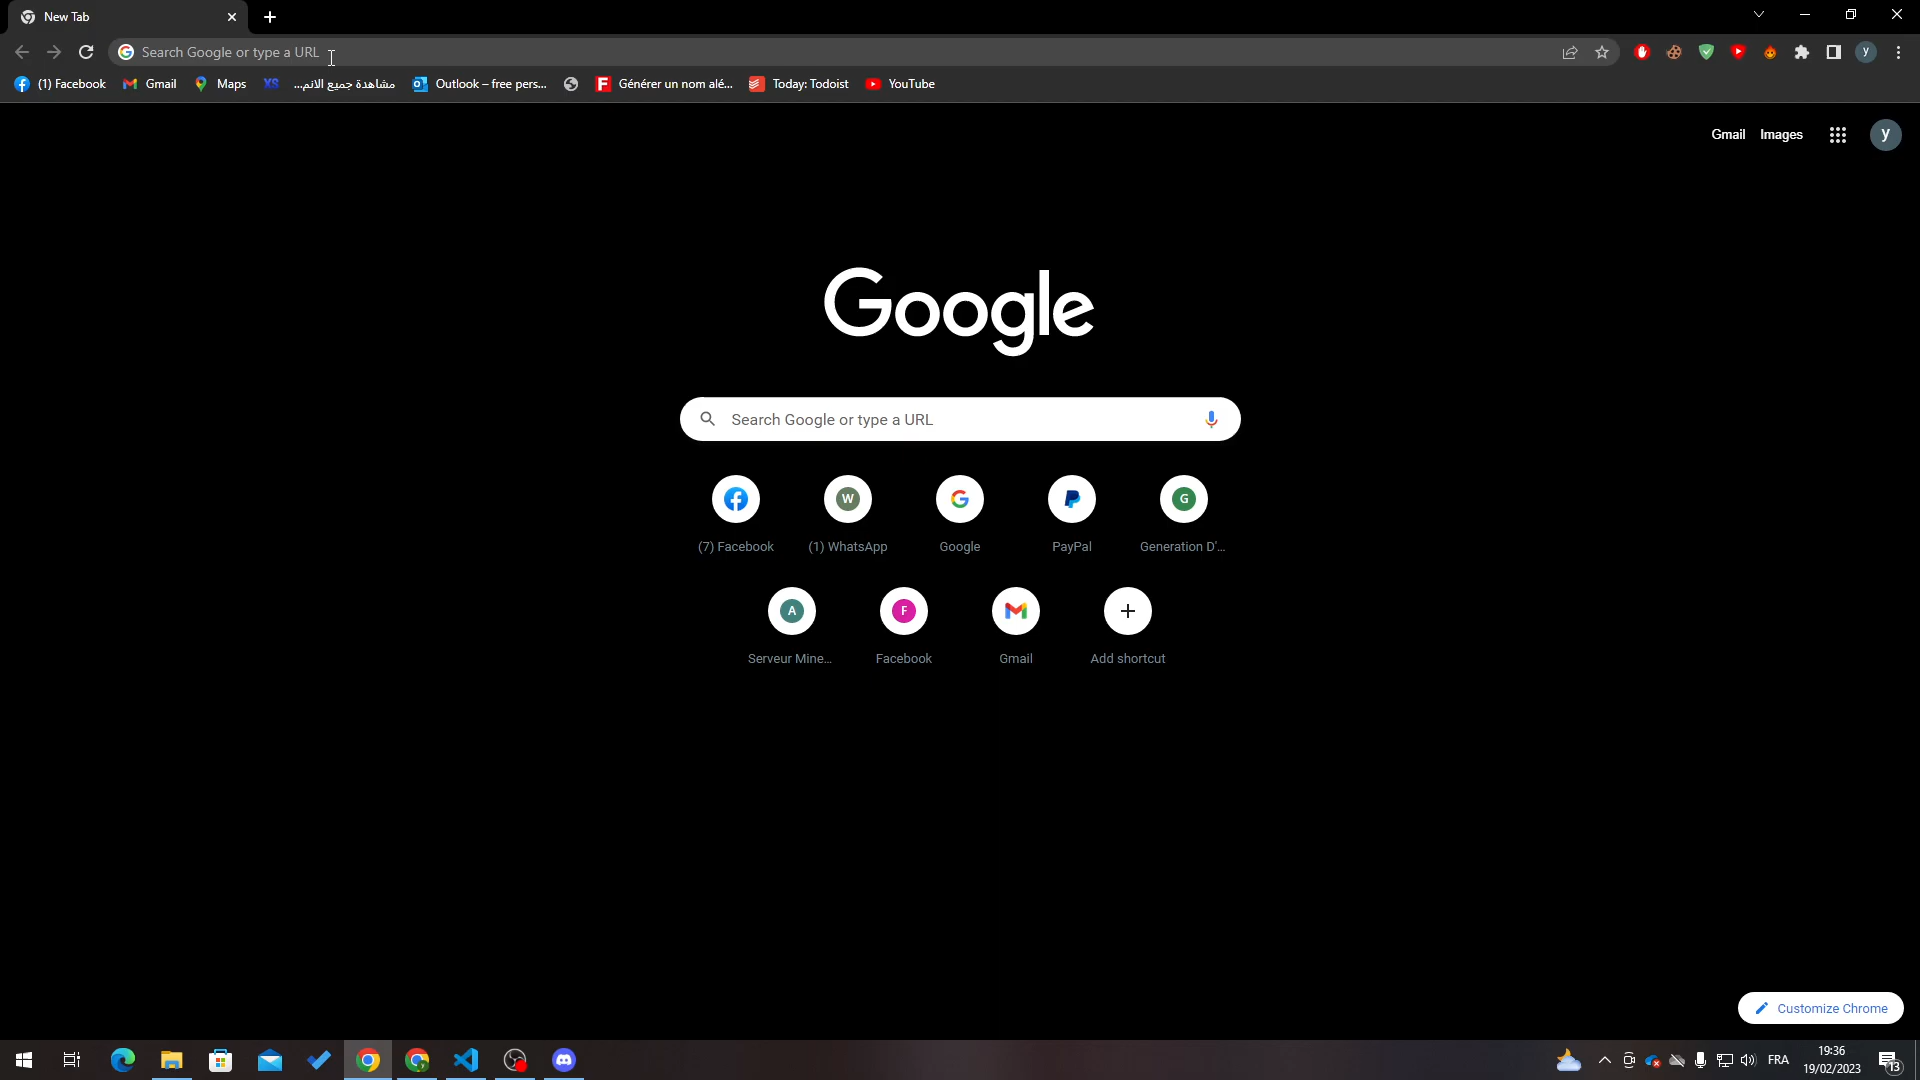 New Tab
Search Google or type a URL
(1) Facebook Gmail Maps XS مشاهدة جميع الانم... Outlook – free pers... Générer un nom alé... Today: Todoist YouTube
Gmail Images y
Google
Search Google or type a URL
(7) Facebook (1) WhatsApp Google PayPal Generation D'...
Serveur Mine... Facebook Gmail Add shortcut
Customize Chrome
FRA 19:36
19/02/2023 13